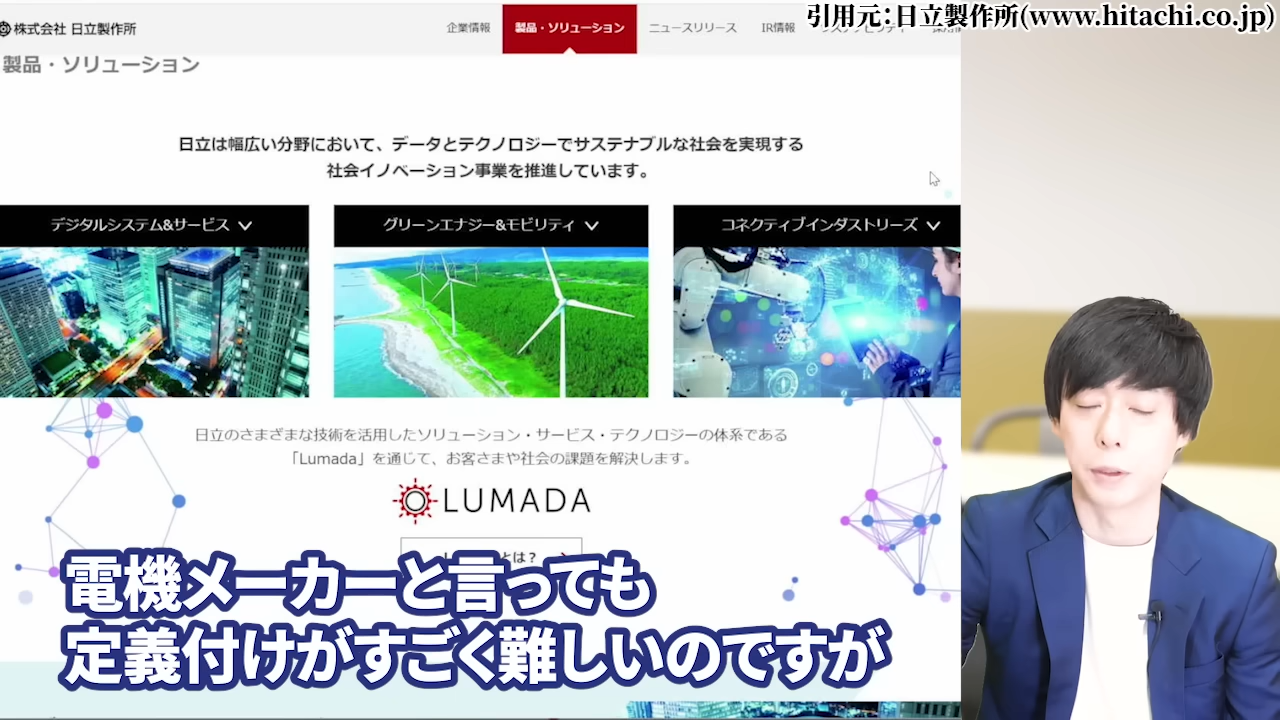 引用元:日立製作所(www.hitachi.co.jp)
株式会社 日立製作所
企業情報
製品・ソリューション
ニュースリリース
IR情報
製品・ソリューション
日立は幅広い分野において、データとテクノロジーでサステナブルな社会を実現する
社会イノベーション事業を推進しています。
デジタルシステム&サービス
グリーンエナジー&モビリティ
コネクティブインダストリーズ
日立のさまざまな技術を活用したソリューション・サービス・テクノロジーの体系である
「Lumada」を通じて、お客さまや社会の課題を解決します。
LUMADA
とは?
電機メーカーと言っても
定義付けがすごく難しいのですが